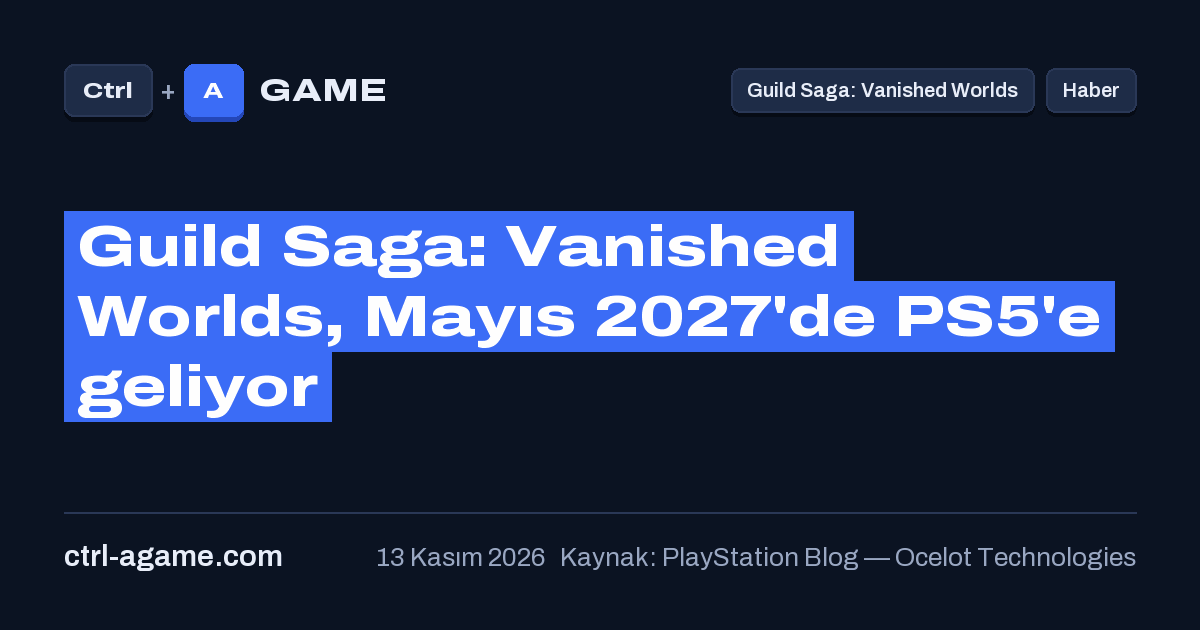 Ctrl + A GAME
Guild Saga: Vanished Worlds
Haber
Guild Saga: Vanished
Worlds, Mayıs 2027'de PS5'e
geliyor
ctrl-agame.com
13 Kasım 2026 Kaynak: PlayStation Blog — Ocelot Technologies